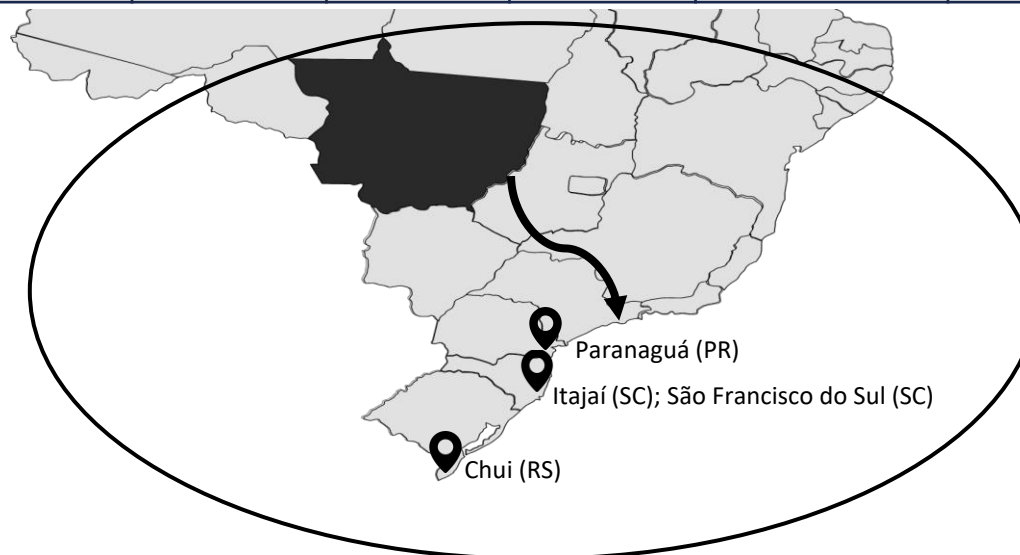 Paranaguá (PR)
Itajaí (SC); São Francisco do Sul (SC)
Chui (RS)